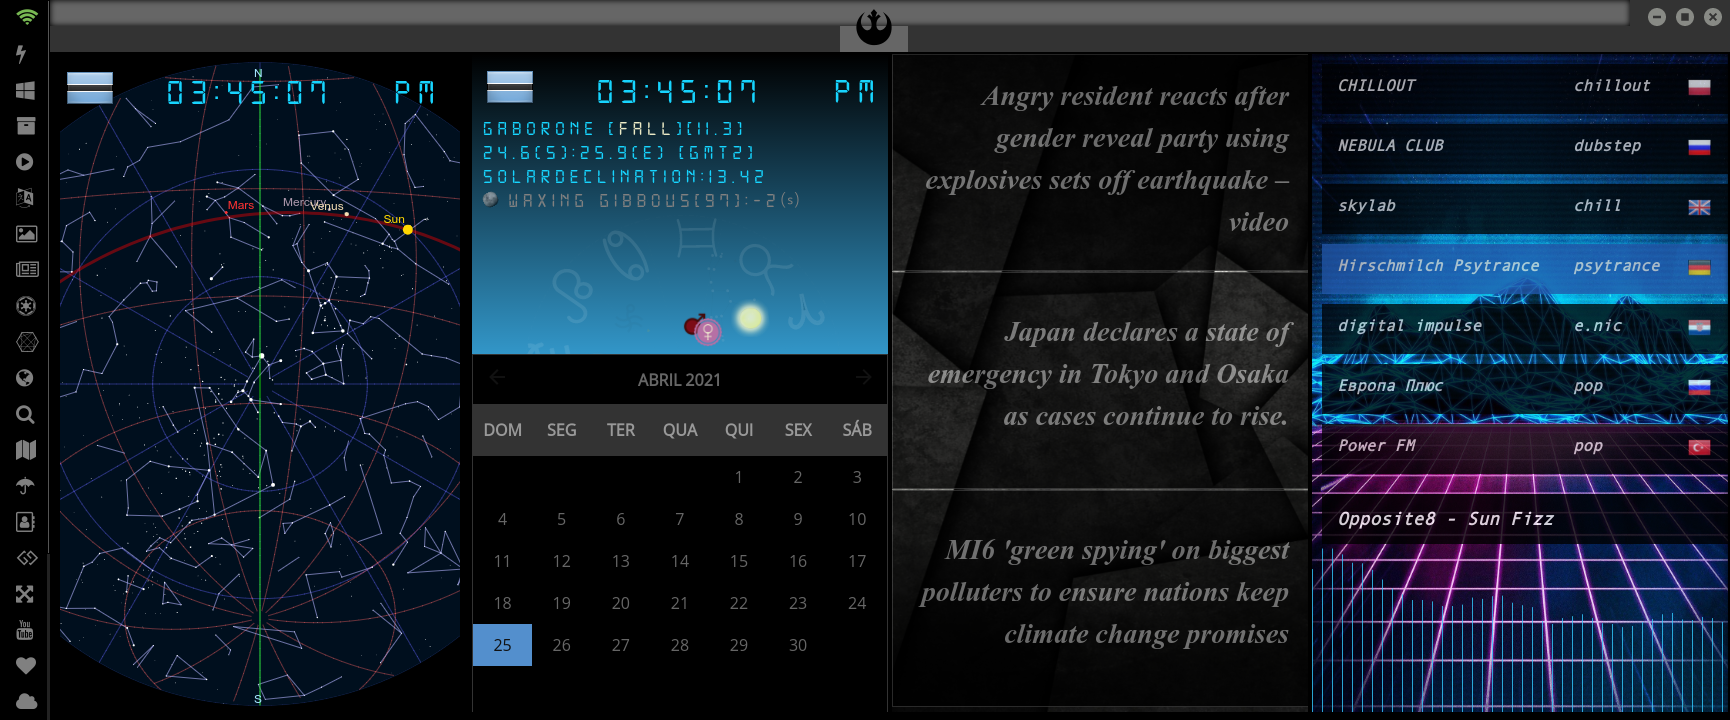 N
03:45:07 PM
Mars
Mercury
Venus
Sun
S
03:45:07 PM
GABORONE [FALL][11.3]
24.6(S):25.9(E) [GMT2]
SOLARDECLINATION:13.42
WAXING GIBBOUS[97]:-2(s)
ABRIL 2021
DOM SEG TER QUA QUI SEX SÁB
1 2 3
4 5 6 7 8 9 10
11 12 13 14 15 16 17
18 19 20 21 22 23 24
25 26 27 28 29 30
Angry resident reacts after
gender reveal party using
explosives sets off earthquake –
video
Japan declares a state of
emergency in Tokyo and Osaka
as cases continue to rise.
MI6 'green spying' on biggest
polluters to ensure nations keep
climate change promises
CHILLOUT chillout
NEBULA CLUB dubstep
skylab chill
Hirschmilch Psytrance psytrance
digital impulse e.nic
Европа Плюс pop
Power FM pop
Opposite8 - Sun Fizz
You
Tube